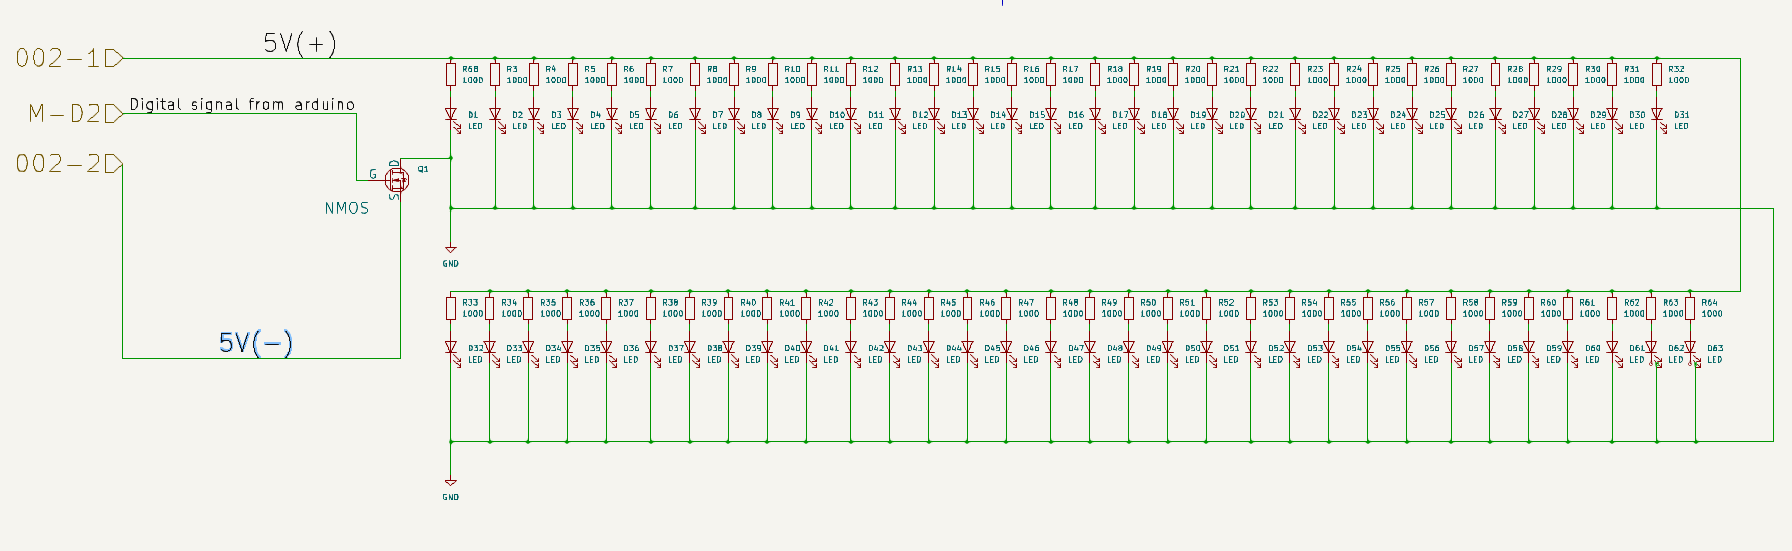 5V(+)
002-1
R68 R3 R4 R5 R6 R7 R8 R9 R10 R11 R12 R13 R14 R15 R16 R17 R18 R19 R20 R21 R22 R23 R24 R25 R26 R27 R28 R29 R30 R31 R32
1000 1000 1000 1000 1000 1000 1000 1000 1000 1000 1000 1000 1000 1000 1000 1000 1000 1000 1000 1000 1000 1000 1000 1000 1000 1000 1000 1000 1000 1000 1000
Digital signal from arduino
M-D2
D1 D2 D3 D4 D5 D6 D7 D8 D9 D10 D11 D12 D13 D14 D15 D16 D17 D18 D19 D20 D21 D22 D23 D24 D25 D26 D27 D28 D29 D30 D31
LED LED LED LED LED LED LED LED LED LED LED LED LED LED LED LED LED LED LED LED LED LED LED LED LED LED LED LED LED LED LED
002-2
D
Q1
G
S
NMOS
GND
R33 R34 R35 R36 R37 R38 R39 R40 R41 R42 R43 R44 R45 R46 R47 R48 R49 R50 R51 R52 R53 R54 R55 R56 R57 R58 R59 R60 R61 R62 R63 R64
1000 1000 1000 1000 1000 1000 1000 1000 1000 1000 1000 1000 1000 1000 1000 1000 1000 1000 1000 1000 1000 1000 1000 1000 1000 1000 1000 1000 1000 1000 1000 1000
5V(-)
D32 D33 D34 D35 D36 D37 D38 D39 D40 D41 D42 D43 D44 D45 D46 D47 D48 D49 D50 D51 D52 D53 D54 D55 D56 D57 D58 D59 D60 D61 D62 D63
LED LED LED LED LED LED LED LED LED LED LED LED LED LED LED LED LED LED LED LED LED LED LED LED LED LED LED LED LED LED LED LED
GND